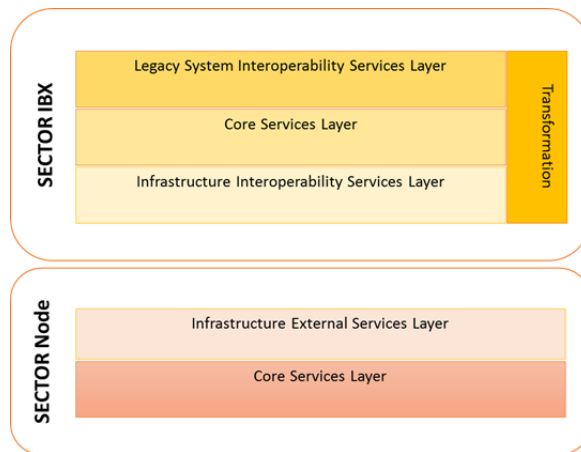 SECTOR IBX
Legacy System Interoperability Services Layer
Core Services Layer
Infrastructure Interoperability Services Layer
Transformation
SECTOR Node
Infrastructure External Services Layer
Core Services Layer